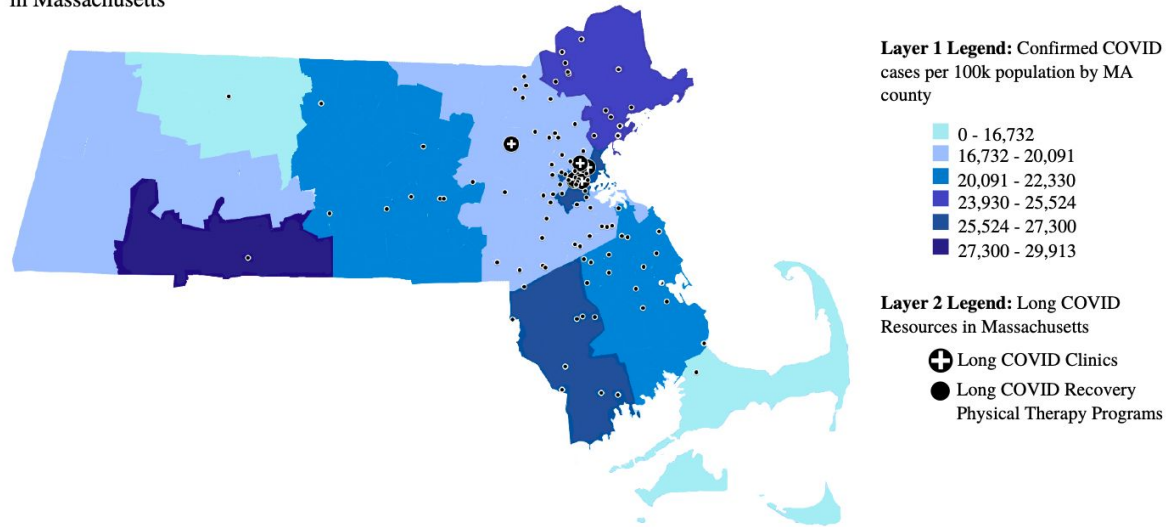 in Massachusetts
Layer 1 Legend: Confirmed COVID
cases per 100k population by MA
county
0 - 16,732
16,732 - 20,091
20,091 - 22,330
23,930 - 25,524
25,524 - 27,300
27,300 - 29,913
Layer 2 Legend: Long COVID
Resources in Massachusetts
Long COVID Clinics
Long COVID Recovery
Physical Therapy Programs